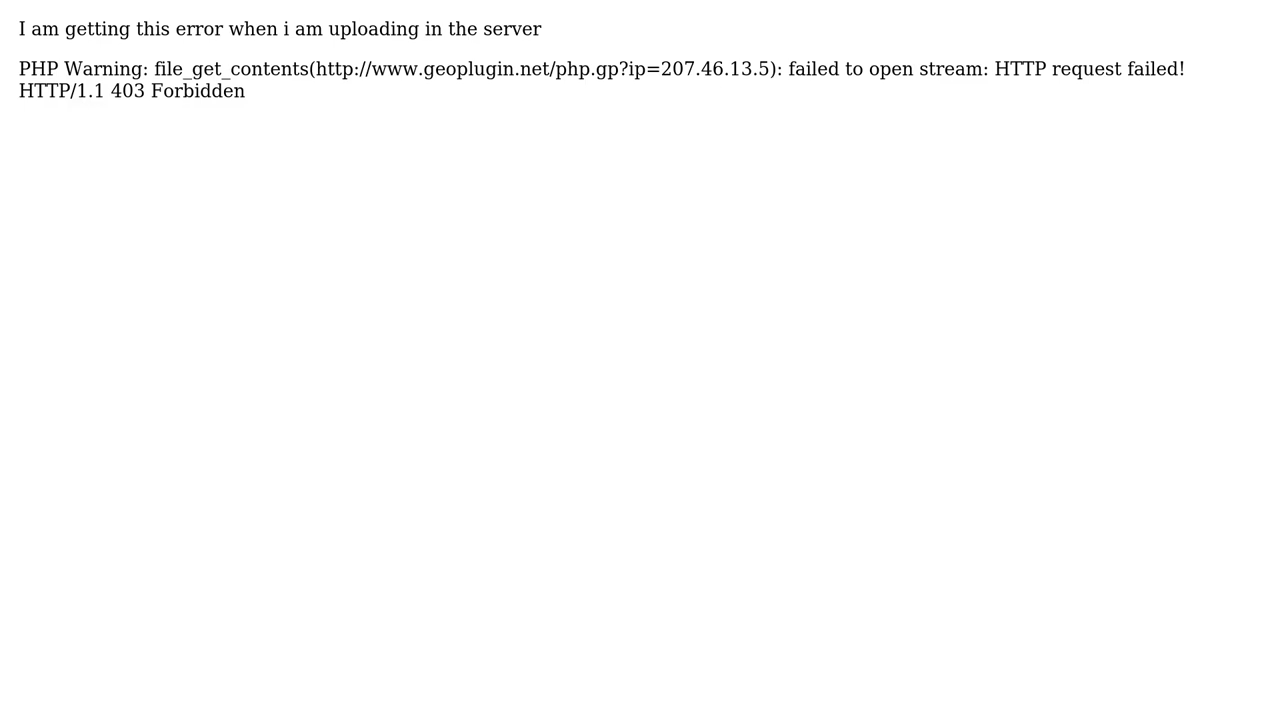 I am getting this error when i am uploading in the server
PHP Warning: file_get_contents(http://www.geoplugin.net/php.gp?ip=207.46.13.5): failed to open stream: HTTP request failed!
HTTP/1.1 403 Forbidden